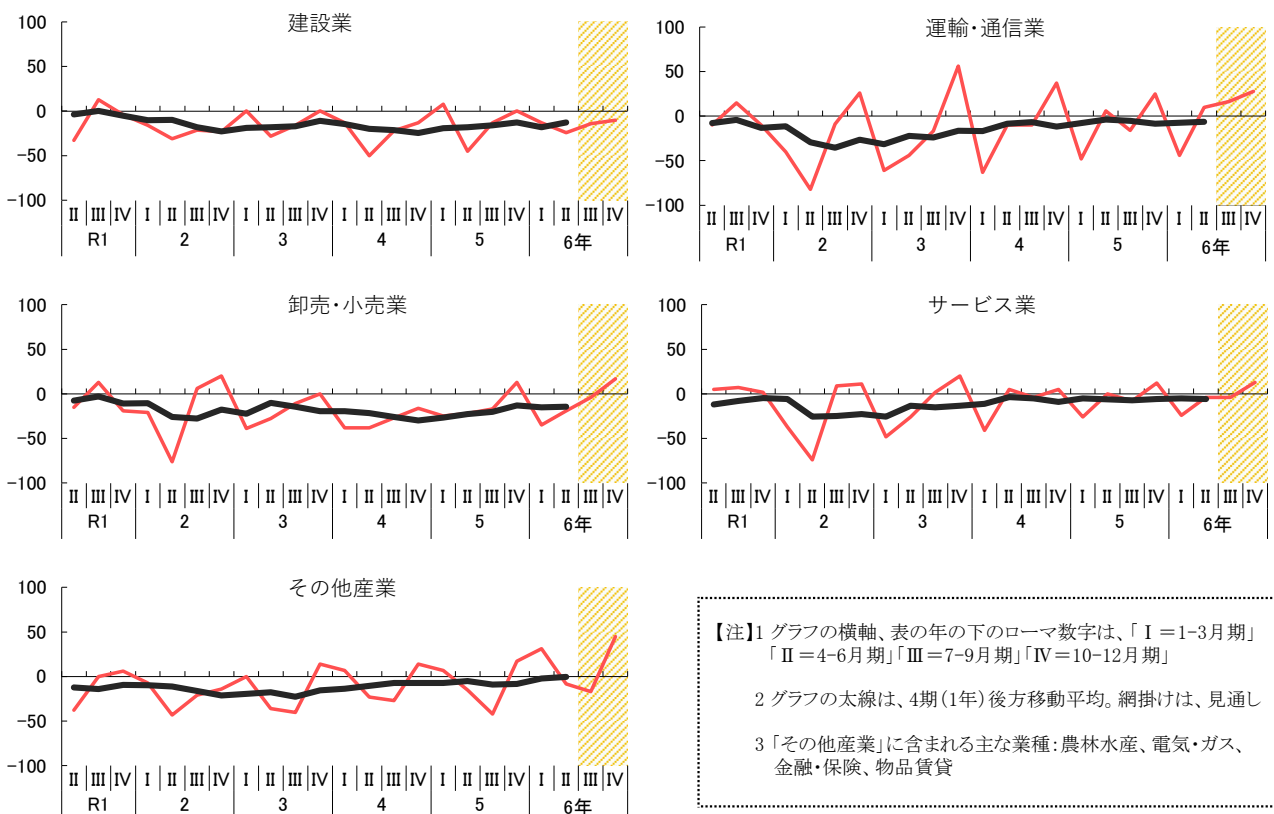 建設業
100
50
0
-50
-100
Ⅱ Ⅲ Ⅳ Ⅰ Ⅱ Ⅲ Ⅳ Ⅰ Ⅱ Ⅲ Ⅳ Ⅰ Ⅱ Ⅲ Ⅳ Ⅰ Ⅱ Ⅲ Ⅳ Ⅰ Ⅱ Ⅲ Ⅳ
R1 2 3 4 5 6年
運輸・通信業
100
50
0
-50
-100
Ⅱ Ⅲ Ⅳ Ⅰ Ⅱ Ⅲ Ⅳ Ⅰ Ⅱ Ⅲ Ⅳ Ⅰ Ⅱ Ⅲ Ⅳ Ⅰ Ⅱ Ⅲ Ⅳ Ⅰ Ⅱ Ⅲ Ⅳ
R1 2 3 4 5 6年
卸売・小売業
100
50
0
-50
-100
Ⅱ Ⅲ Ⅳ Ⅰ Ⅱ Ⅲ Ⅳ Ⅰ Ⅱ Ⅲ Ⅳ Ⅰ Ⅱ Ⅲ Ⅳ Ⅰ Ⅱ Ⅲ Ⅳ Ⅰ Ⅱ Ⅲ Ⅳ
R1 2 3 4 5 6年
サービス業
100
50
0
-50
-100
Ⅱ Ⅲ Ⅳ Ⅰ Ⅱ Ⅲ Ⅳ Ⅰ Ⅱ Ⅲ Ⅳ Ⅰ Ⅱ Ⅲ Ⅳ Ⅰ Ⅱ Ⅲ Ⅳ Ⅰ Ⅱ Ⅲ Ⅳ
R1 2 3 4 5 6年
その他産業
100
50
0
-50
-100
Ⅱ Ⅲ Ⅳ Ⅰ Ⅱ Ⅲ Ⅳ Ⅰ Ⅱ Ⅲ Ⅳ Ⅰ Ⅱ Ⅲ Ⅳ Ⅰ Ⅱ Ⅲ Ⅳ Ⅰ Ⅱ Ⅲ Ⅳ
R1 2 3 4 5 6年
【注】1 グラフの横軸、表の年の下のローマ数字は、「Ⅰ＝1-3月期」
「Ⅱ＝4-6月期」「Ⅲ＝7-9月期」「Ⅳ＝10-12月期」
2 グラフの太線は、4期(1年)後方移動平均。網掛けは、見通し
3 「その他産業」に含まれる主な業種：農林水産、電気・ガス、
金融・保険、物品賃貸